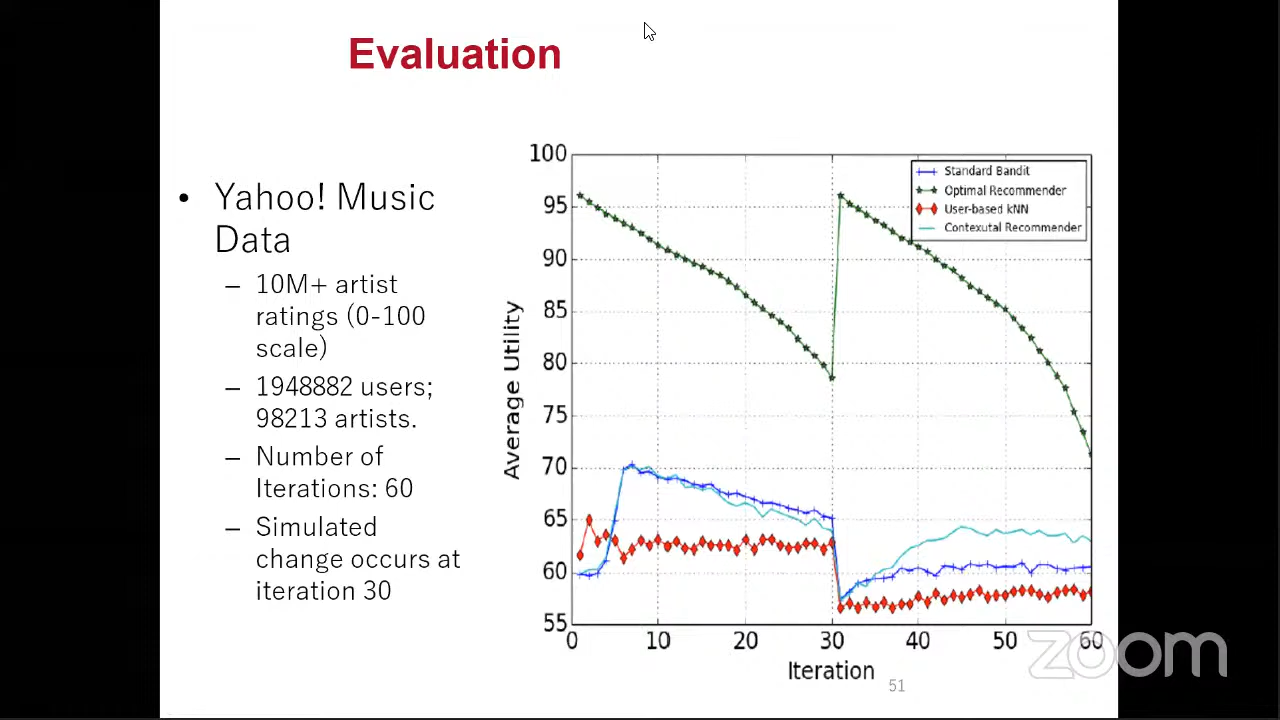 Evaluation
• Yahoo! Music
Data
– 10M+ artist
ratings (0-100
scale)
– 1948882 users;
98213 artists.
– Number of
Iterations: 60
– Simulated
change occurs at
iteration 30
100
95
90
85
80
75
70
65
60
55
Average Utility
Standard Bandit
Optimal Recommender
User-based kNN
Contexutal Recommender
0 10 20 30 40 50 60
Iteration
51
zoom